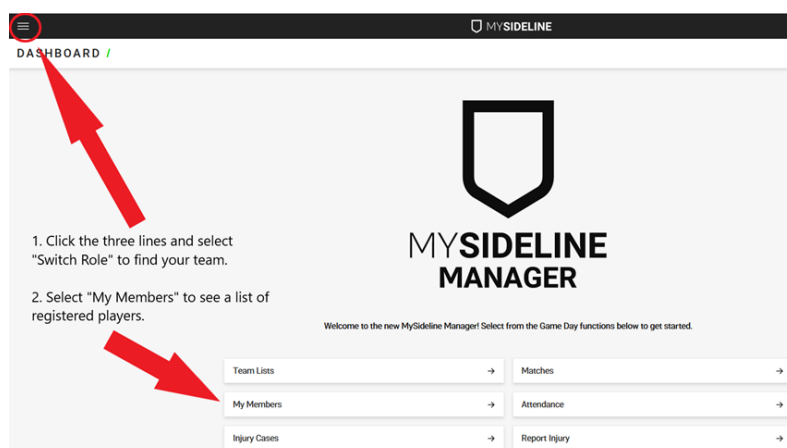 MYSIDELINE
DASHBOARD /
MYSIDELINE
MANAGER
1. Click the three lines and select
"Switch Role" to find your team.
2. Select "My Members" to see a list of
registered players.
Welcome to the new MySideline Manager! Select from the Game Day functions below to get started.
Team Lists
Matches
My Members
Attendance
Injury Cases
Report Injury